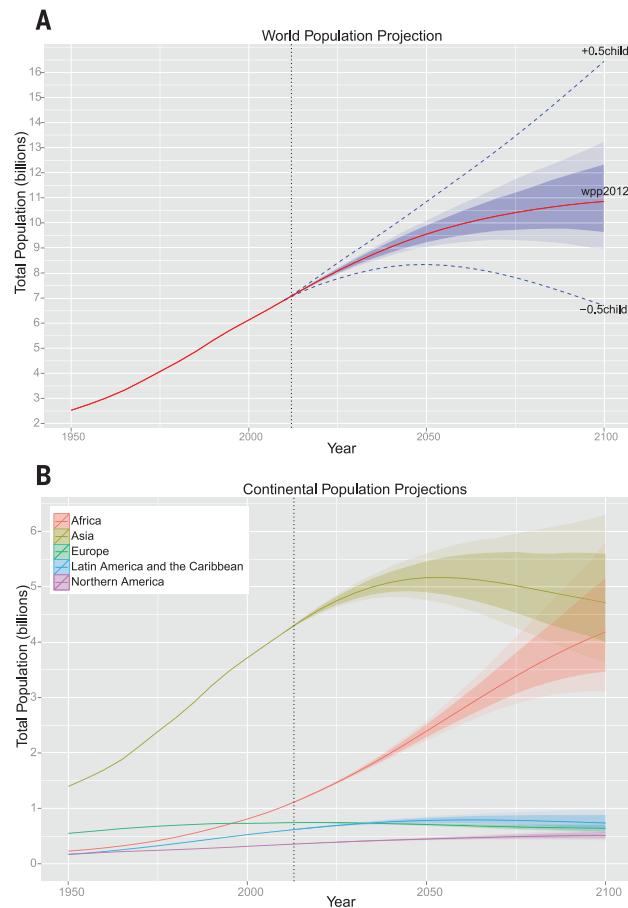 A
World Population Projection
+0.5child
wpp2012
−0.5child
Total Population (billions)
16
15
14
13
12
11
10
9
8
7
6
5
4
3
2
1950
2000
2050
2100
Year
B
Continental Population Projections
Africa
Asia
Europe
Latin America and the Caribbean
Northern America
Total Population (billions)
6
5
4
3
2
1
0
1950
2000
2050
2100
Year